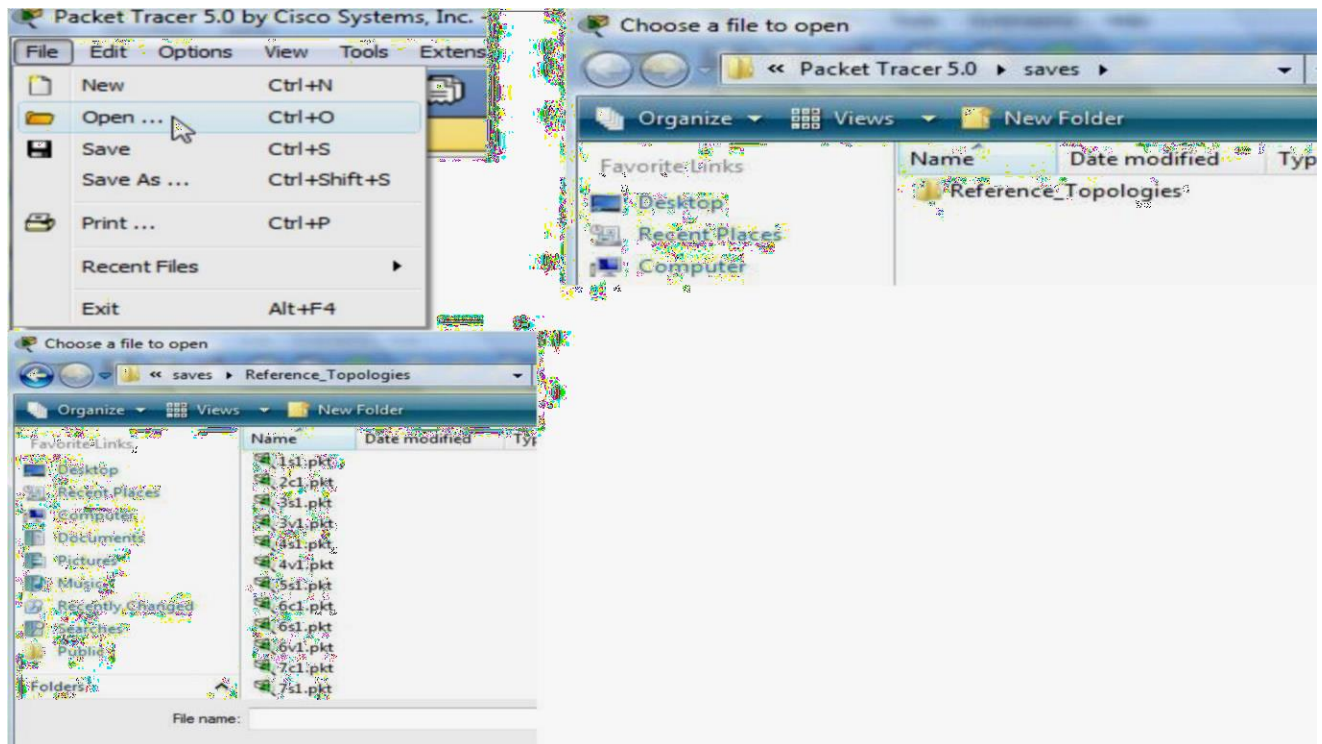 Packet Tracer 5.0 by Cisco Systems, Inc. -
File Edit Options View Tools Extens
New Ctrl+N
Open ... Ctrl+O
Save Ctrl+S
Save As ... Ctrl+Shift+S
Print ... Ctrl+P
Recent Files
Exit Alt+F4
Choose a file to open
« Packet Tracer 5.0 ▸ saves ▸
Organize Views New Folder
Favorite Links
Name Date modified Typ
Desktop
Reference_Topologies
Recent Places
Computer
Choose a file to open
« saves ▸ Reference_Topologies
Organize Views New Folder
Favorite Links
Name Date modified Typ
Desktop
Recent Places
Computer
Documents
Pictures
Music
Recently Changed
Searches
Public
Folders
1s1.pkt
2c1.pkt
3s1.pkt
3v1.pkt
4s1.pkt
4v1.pkt
5s1.pkt
6c1.pkt
6s1.pkt
6v1.pkt
7c1.pkt
7s1.pkt
File name: